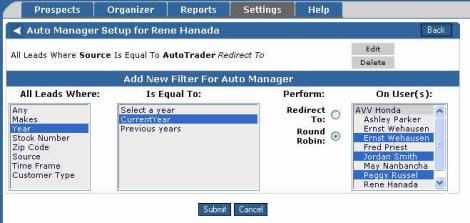 Prospects Organizer Reports Settings Help
Auto Manager Setup for Rene Hanada Back
All Leads Where Source Is Equal To AutoTrader Redirect To Edit
Delete
Add New Filter For Auto Manager
All Leads Where: Is Equal To: Perform: On User(s):
Any Select a year Redirect To: AVV Honda
Makes CurrentYear Ashley Parker
Year Previous years Round Robin: Ernst Wehausen
Stock Number Ernst Wehausen
Zip Code Fred Priest
Source Jordan Smith
Time Frame May Nanbancha
Customer Type Peggy Russel
Rene Hanada
Submit Cancel